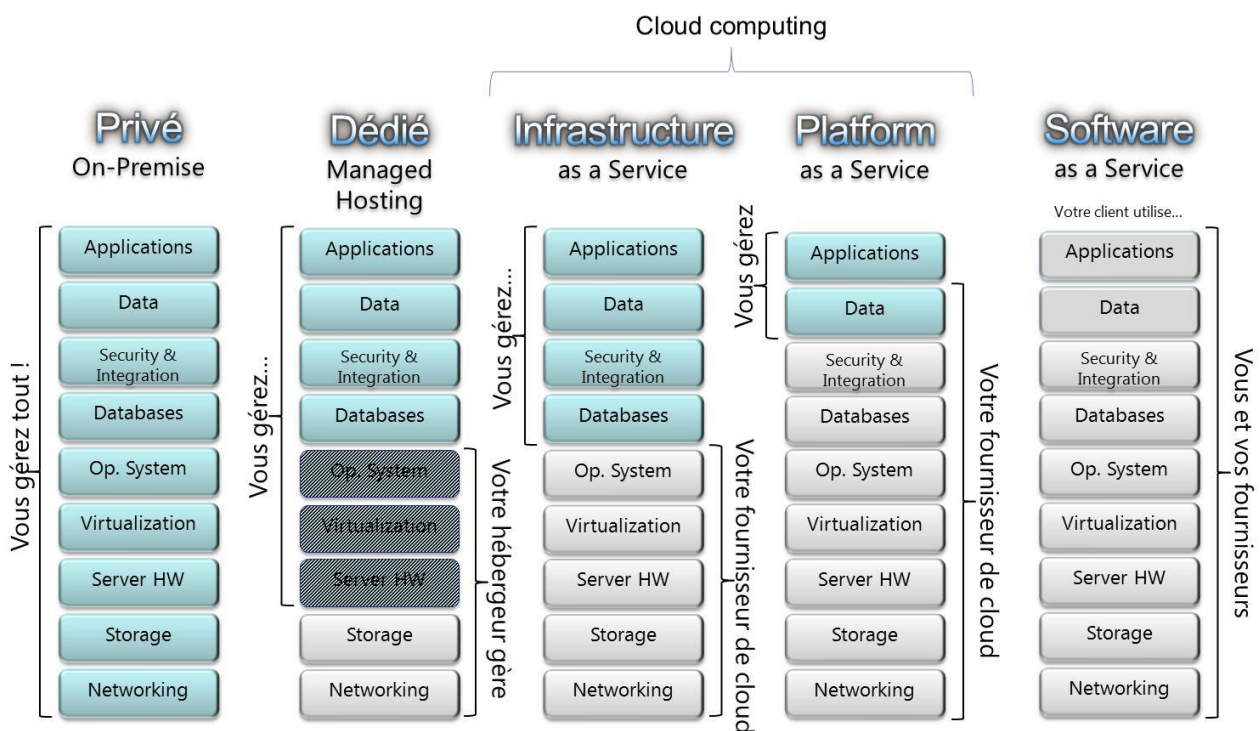 Cloud computing
Privé
On-Premise
Vous gérez tout !
Applications
Data
Security &
Integration
Databases
Op. System
Virtualization
Server HW
Storage
Networking
Dédié
Managed
Hosting
Vous gérez...
Applications
Data
Security &
Integration
Databases
Op. System
Virtualization
Server HW
Storage
Networking
Votre hébergeur gère
Infrastructure
as a Service
Vous gérez....
Applications
Data
Security &
Integration
Databases
Op. System
Virtualization
Server HW
Storage
Networking
Votre fournisseur de cloud
Platform
as a Service
Vous gérez
Applications
Data
Security &
Integration
Databases
Op. System
Virtualization
Server HW
Storage
Networking
Votre fournisseur de cloud
Software
as a Service
Votre client utilise...
Applications
Data
Security &
Integration
Databases
Op. System
Virtualization
Server HW
Storage
Networking
Vous et vos fournisseurs